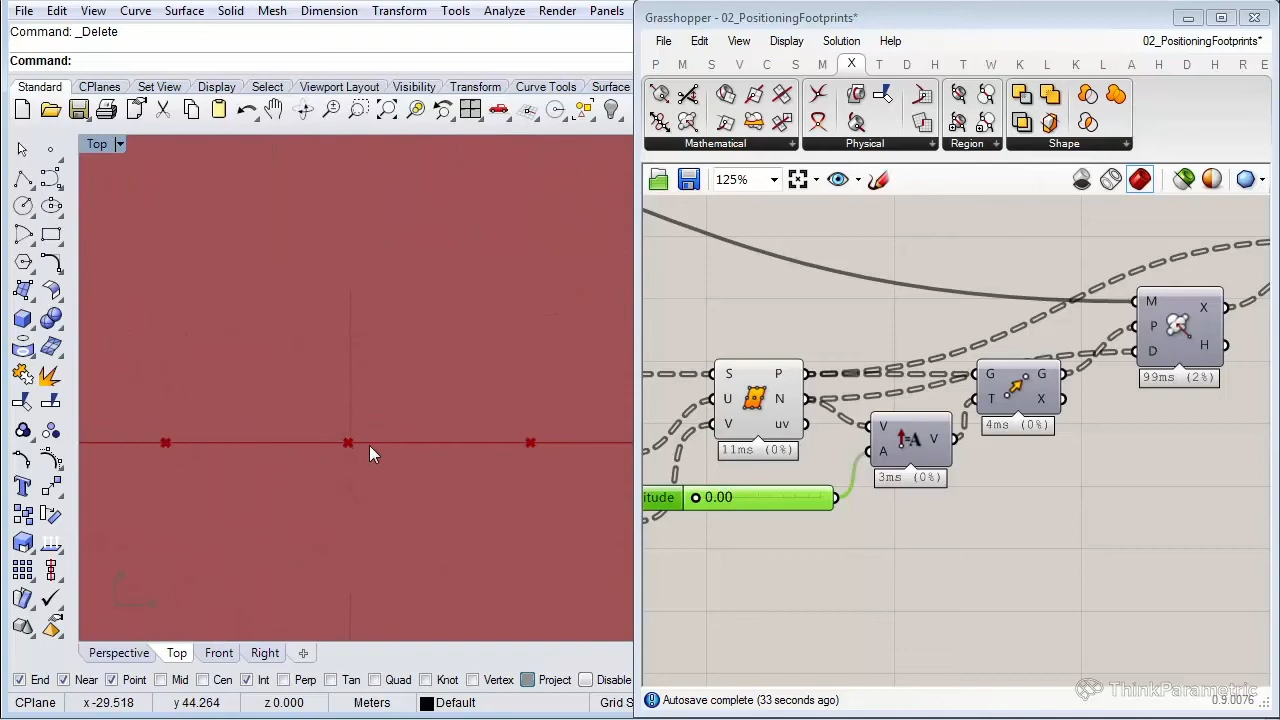 File Edit View Curve Surface Solid Mesh Dimension Transform Tools Analyze Render Panels
Command: _Delete
Command:
Standard CPlanes Set View Display Select Viewport Layout Visibility Transform Curve Tools Surface
Top
Perspective Top Front Right
End Near Point Mid Cen Int Perp Tan Quad Knot Vertex Project Disable
CPlane x -29.518 y 44.264 z 0.000 Meters Default Grid S
Grasshopper - 02_PositioningFootprints*
File Edit View Display Solution Help 02_PositioningFootprints*
P M S V C S M X T D H T W K L K L A H D H R E
Mathematical Physical Region Shape
125%
M X
P
D H
99ms (2%)
S P
U N
V uv
11ms (0%)
G G
T X
4ms (0%)
V
A V
3ms (0%)
itude 0.00
ThinkParametric
Autosave complete (33 seconds ago)
0.9.0076